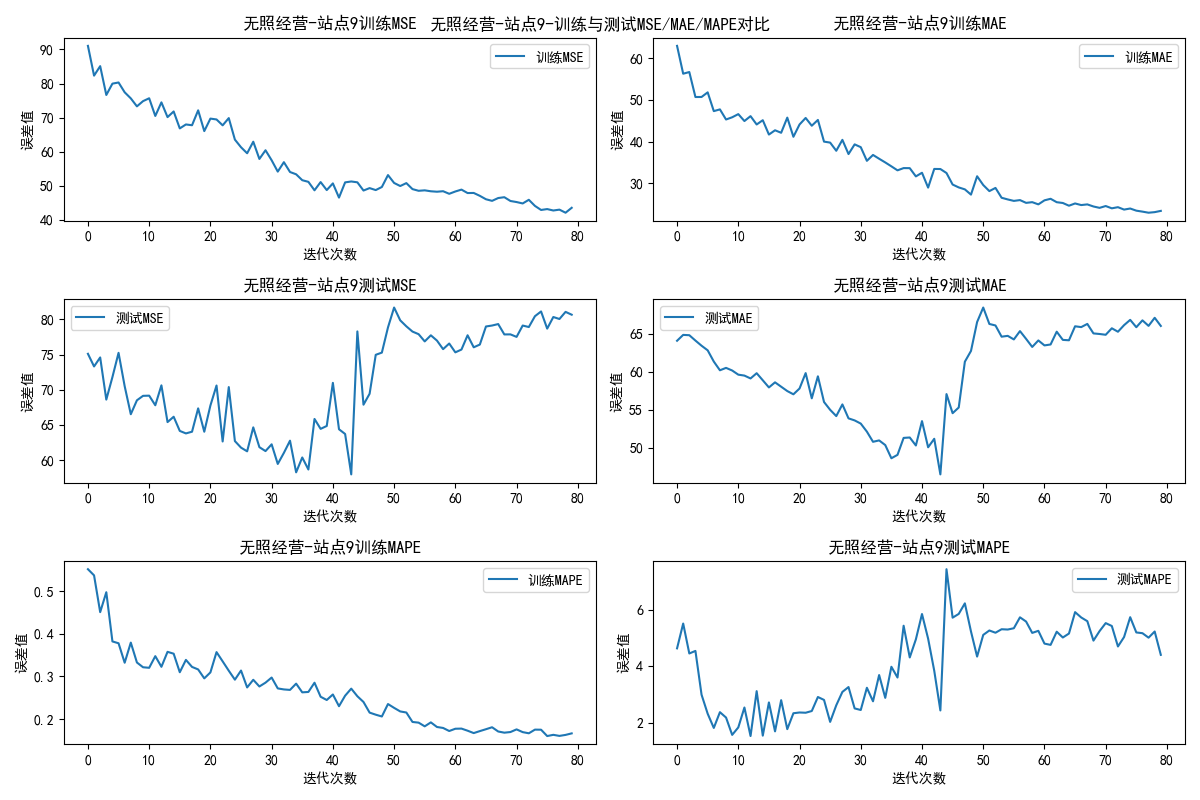 无照经营-站点9-训练与测试MSE/MAE/MAPE对比
无照经营-站点9训练MSE
误差值
90
80
70
60
50
40
训练MSE
0 10 20 30 40 50 60 70 80
迭代次数
无照经营-站点9训练MAE
误差值
60
50
40
30
训练MAE
0 10 20 30 40 50 60 70 80
迭代次数
无照经营-站点9测试MSE
误差值
80
75
70
65
60
测试MSE
0 10 20 30 40 50 60 70 80
迭代次数
无照经营-站点9测试MAE
误差值
65
60
55
50
测试MAE
0 10 20 30 40 50 60 70 80
迭代次数
无照经营-站点9训练MAPE
误差值
0.5
0.4
0.3
0.2
训练MAPE
0 10 20 30 40 50 60 70 80
迭代次数
无照经营-站点9测试MAPE
误差值
6
4
2
测试MAPE
0 10 20 30 40 50 60 70 80
迭代次数